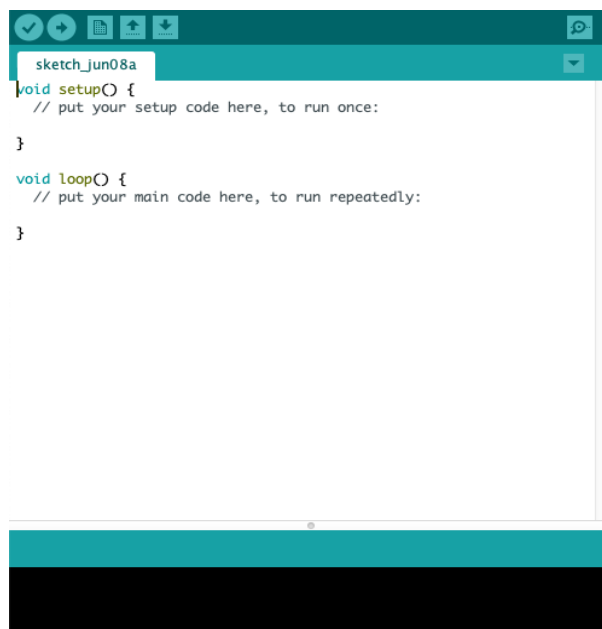 sketch_jun08a
void setup() {
// put your setup code here, to run once:
}
void loop() {
// put your main code here, to run repeatedly:
}